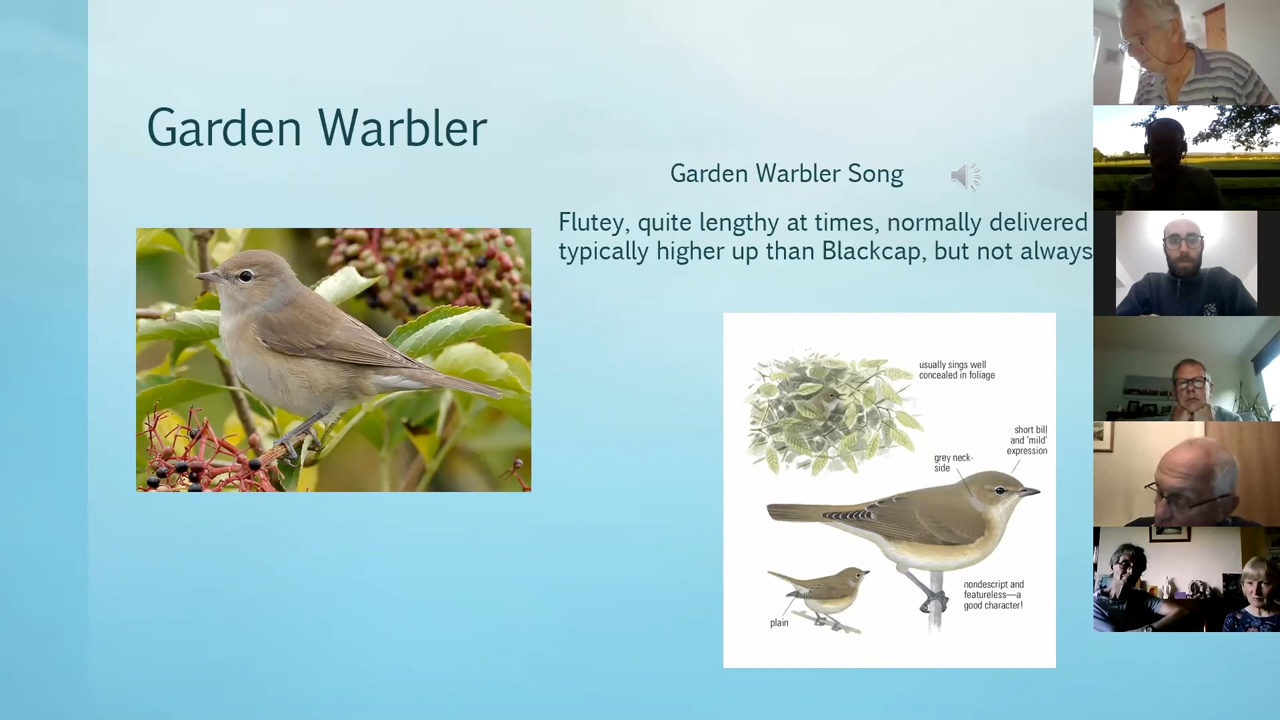 Garden Warbler
Garden Warbler Song
Flutey, quite lengthy at times, normally delivered
typically higher up than Blackcap, but not always
usually sings well
concealed in foliage
short bill
and 'mild'
expression
grey neck-
side
nondescript and
featureless—a
good character!
plain